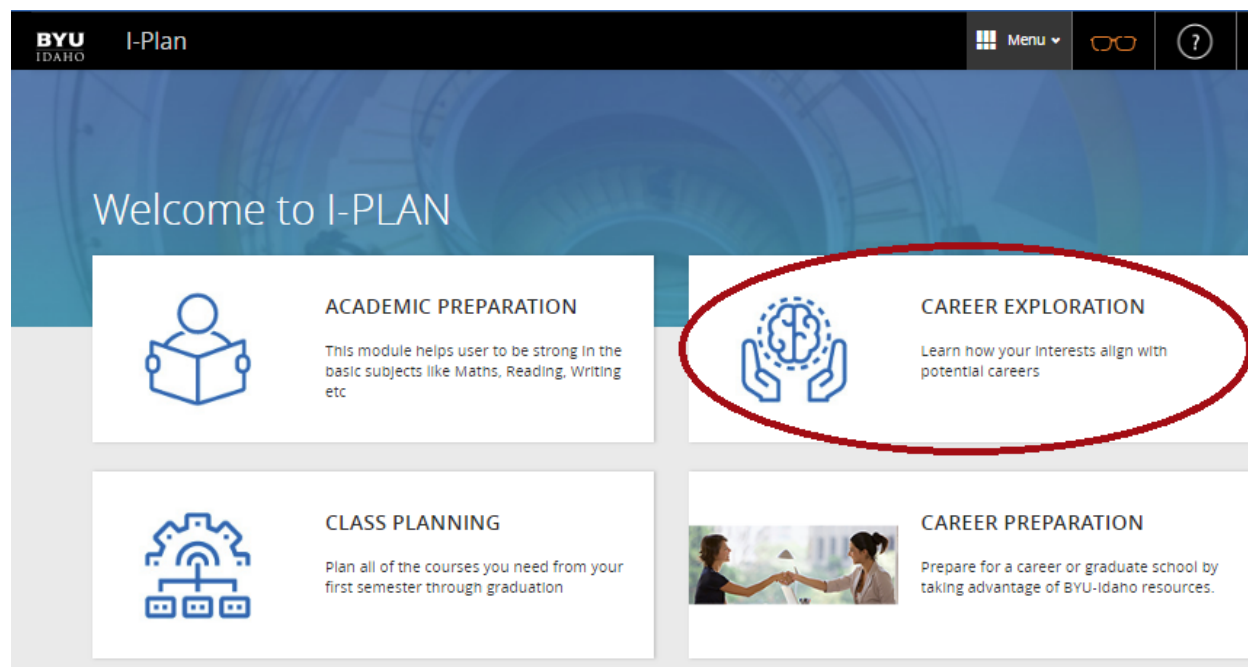 BYU
IDAHO
I-Plan
Menu
?
Welcome to I-PLAN
ACADEMIC PREPARATION
This module helps user to be strong in the
basic subjects like Maths, Reading, Writing
etc
CAREER EXPLORATION
Learn how your interests align with
potential careers
CLASS PLANNING
Plan all of the courses you need from your
first semester through graduation
CAREER PREPARATION
Prepare for a career or graduate school by
taking advantage of BYU-Idaho resources.